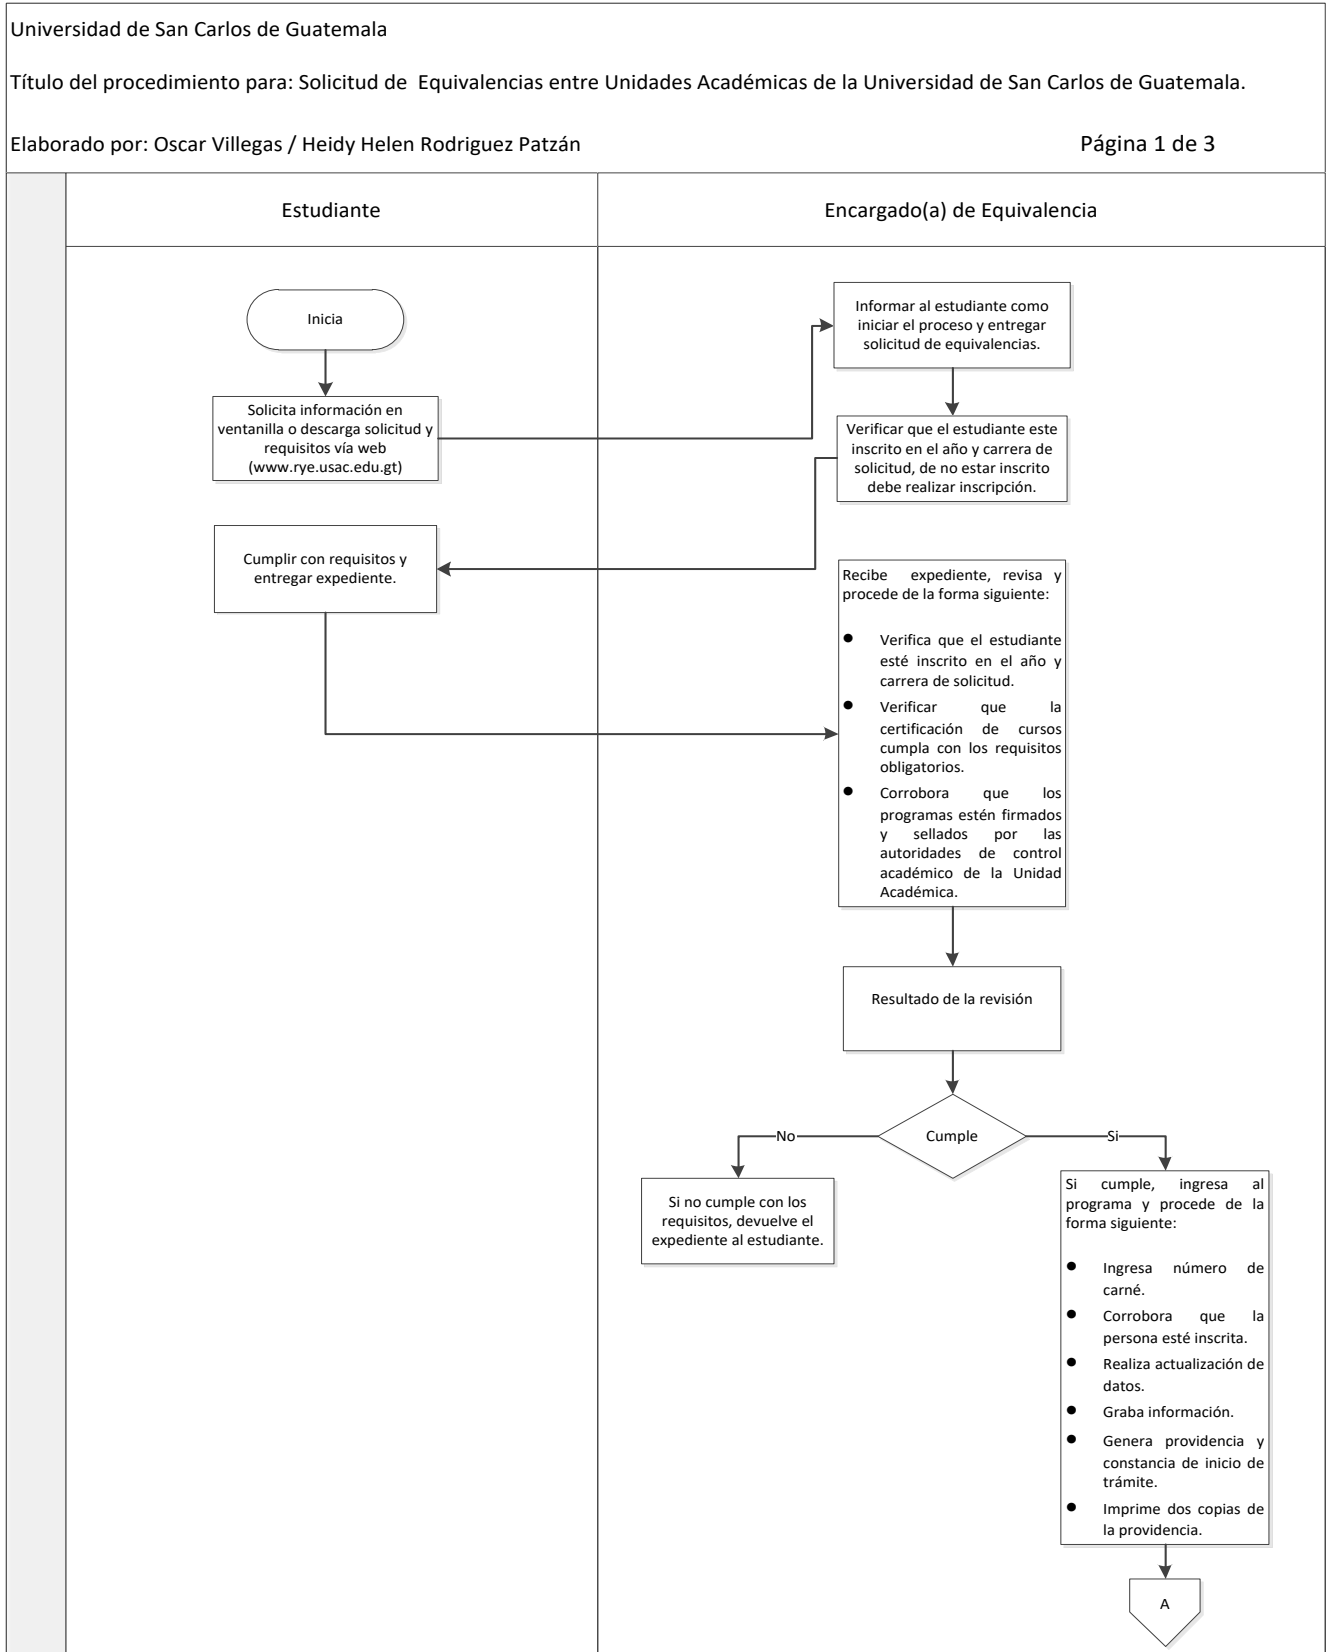 Universidad de San Carlos de Guatemala
Título del procedimiento para: Solicitud de Equivalencias entre Unidades Académicas de la Universidad de San Carlos de Guatemala.
Elaborado por: Oscar Villegas / Heidy Helen Rodriguez Patzán
Página 1 de 3
Estudiante
Encargado(a) de Equivalencia
Inicia
Informar al estudiante como
iniciar el proceso y entregar
solicitud de equivalencias.
Solicita información en
ventanilla o descarga solicitud y
requisitos vía web
(www.rye.usac.edu.gt)
Verificar que el estudiante este
inscrito en el año y carrera de
solicitud, de no estar inscrito
debe realizar inscripción.
Cumplir con requisitos y
entregar expediente.
Recibe expediente, revisa y
procede de la forma siguiente:
● Verifica que el estudiante
esté inscrito en el año y
carrera de solicitud.
● Verificar que la
certificación de cursos
cumpla con los requisitos
obligatorios.
● Corrobora que los
programas estén firmados
y sellados por las
autoridades de control
académico de la Unidad
Académica.
Resultado de la revisión
Cumple
No
Si
Si no cumple con los
requisitos, devuelve el
expediente al estudiante.
Si cumple, ingresa al
programa y procede de la
forma siguiente:
● Ingresa número de
carné.
● Corrobora que la
persona esté inscrita.
● Realiza actualización de
datos.
● Graba información.
● Genera providencia y
constancia de inicio de
trámite.
● Imprime dos copias de
la providencia.
A